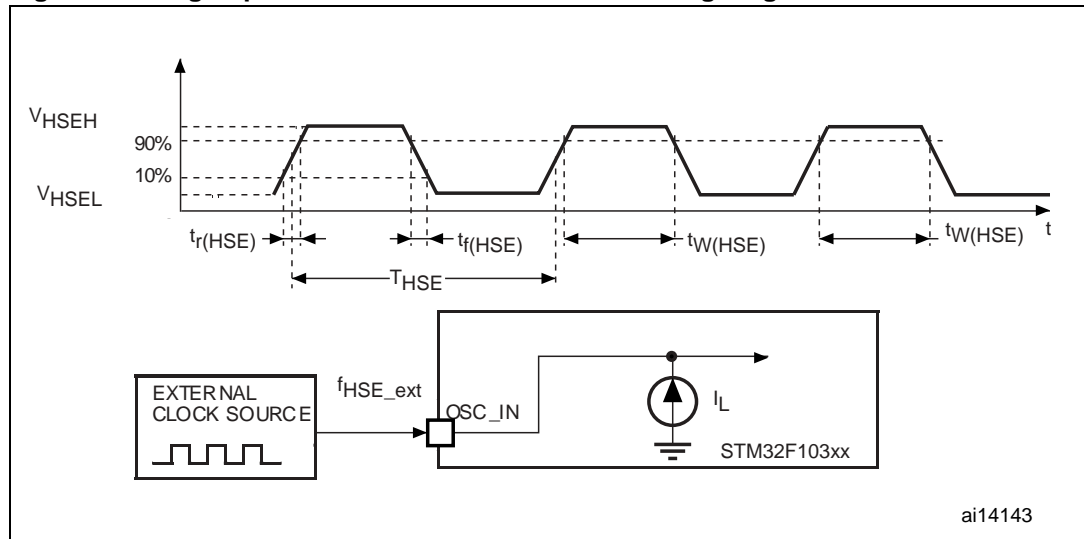 VHSEH
90%
10%
VHSEL
tr(HSE)
tf(HSE)
tW(HSE)
tW(HSE)
t
THSE
EXTERNAL
CLOCK SOURCE
fHSE_ext
OSC_IN
IL
STM32F103xx
ai14143